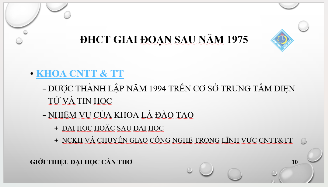 ĐHCT GIAI ĐOẠN SAU NĂM 1975
• KHOA CNTT & TT
- ĐƯỢC THÀNH LẬP NĂM 1994 TRÊN CƠ SỞ TRUNG TÂM ĐIỆN
TỬ VÀ TIN HỌC
- NHIỆM VỤ CỦA KHOA LÀ ĐÀO TẠO
+ ĐẠI HỌC HOẶC SAU ĐẠI HỌC
+ NCKH VÀ CHUYỂN GIAO CÔNG NGHỆ TRONG LĨNH VỰC CNTT&TT
GIỚI THIỆU ĐẠI HỌC CẦN THƠ
10